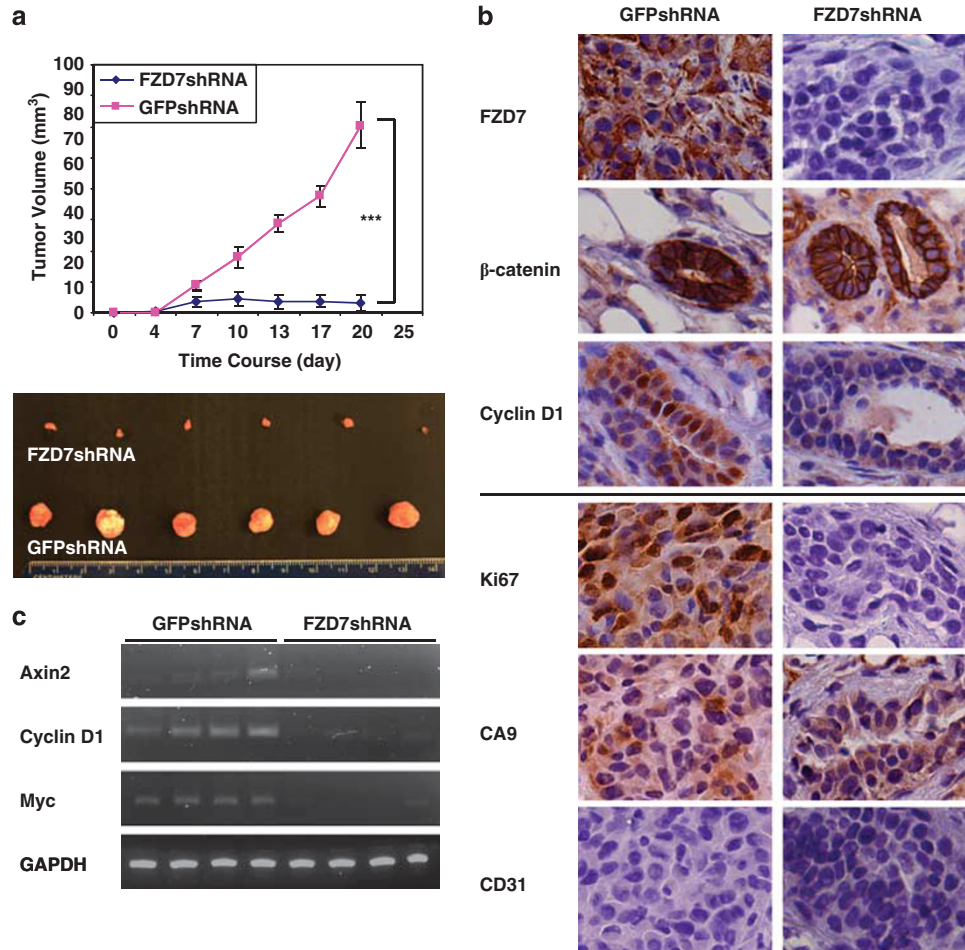 a
100
90
80
70
60
50
40
30
20
10
0
Tumor Volume (mm³)
FZD7shRNA
GFPshRNA
***
0 4 7 10 13 17 20 25
Time Course (day)
FZD7shRNA
GFPshRNA
b
GFPshRNA FZD7shRNA
FZD7
β-catenin
Cyclin D1
Ki67
CA9
CD31
c
GFPshRNA FZD7shRNA
Axin2
Cyclin D1
Myc
GAPDH